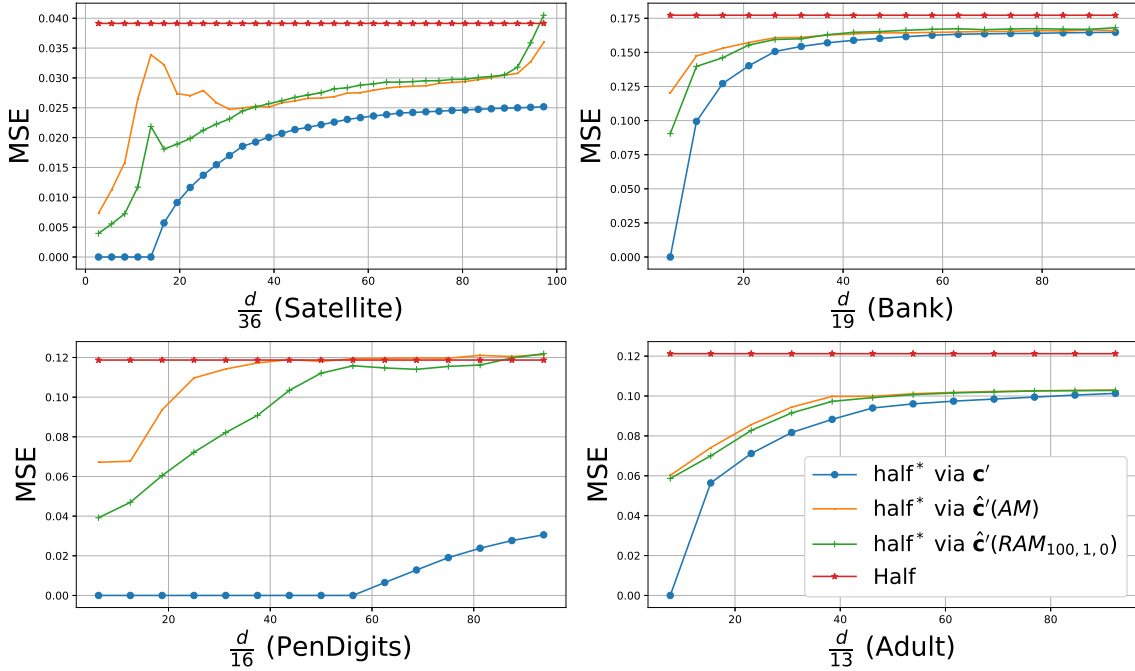 0.040
0.035
0.030
0.025
0.020
0.015
0.010
0.005
0.000
MSE
0 20 40 60 80 100
d/36 (Satellite)
0.175
0.150
0.125
0.100
0.075
0.050
0.025
0.000
MSE
20 40 60 80
d/19 (Bank)
0.12
0.10
0.08
0.06
0.04
0.02
0.00
MSE
20 40 60 80
d/16 (PenDigits)
0.12
0.10
0.08
0.06
0.04
0.02
0.00
MSE
20 40 60 80
d/13 (Adult)
half* via c′
half* via ĉ′(AM)
half* via ĉ′(RAM₁₀₀,₁,₀)
Half